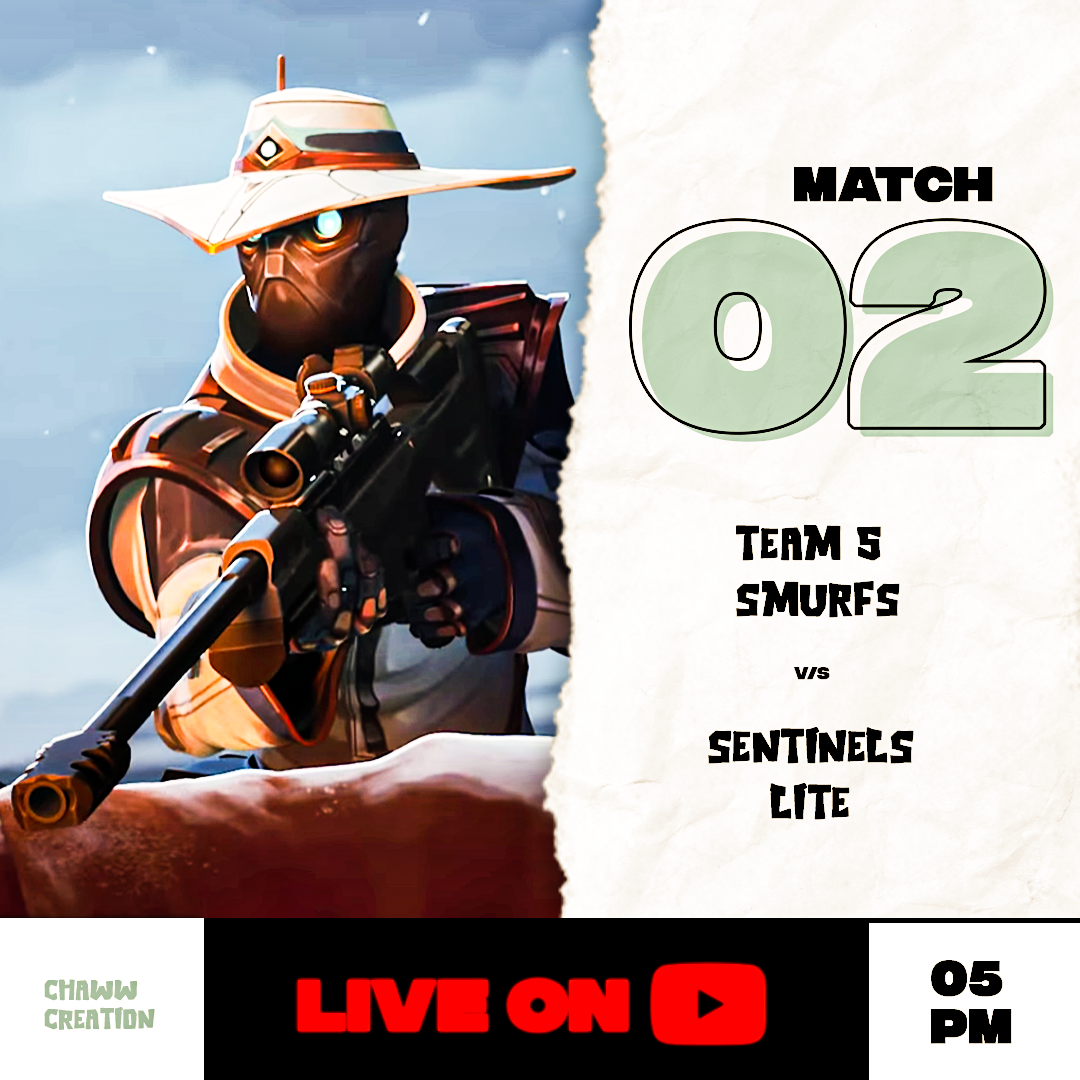 MATCH
02
TEAM 5
SMURFS
V/S
SENTINELS
LITE
CHAWW
CREATION
LIVE ON
05
PM